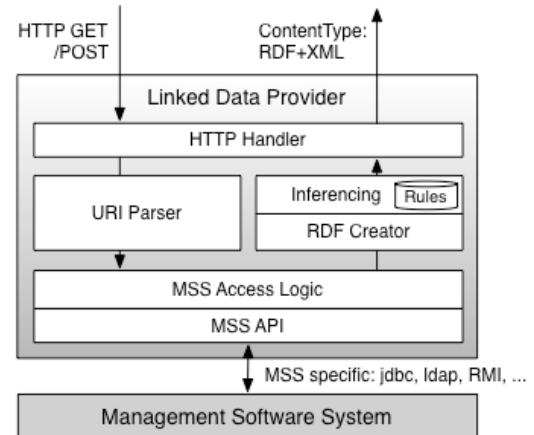 HTTP GET
/POST
ContentType:
RDF+XML
Linked Data Provider
HTTP Handler
URI Parser
Inferencing
Rules
RDF Creator
MSS Access Logic
MSS API
MSS specific: jdbc, ldap, RMI, ...
Management Software System